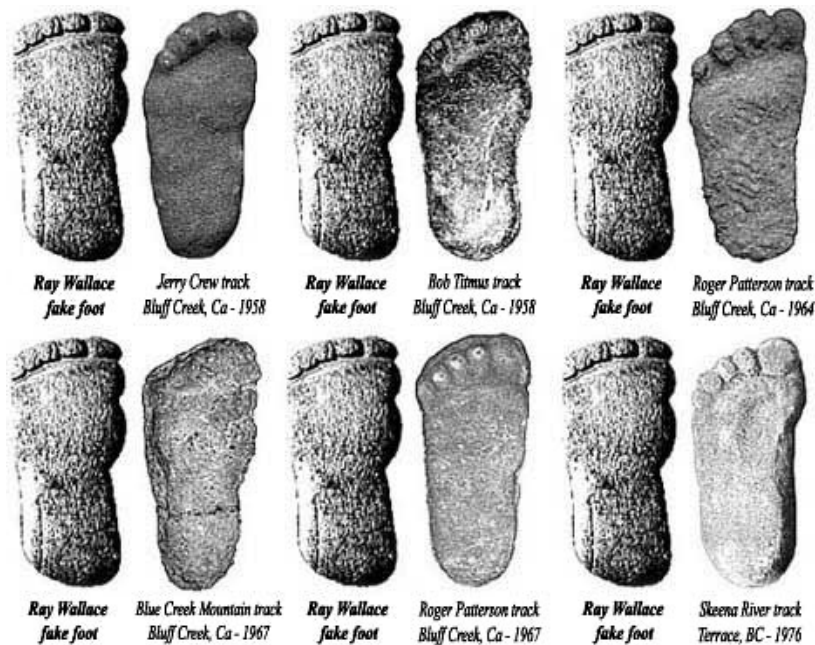 Ray Wallace
fake foot
Jerry Crew track
Bluff Creek, Ca - 1958
Ray Wallace
fake foot
Bob Titmus track
Bluff Creek, Ca - 1958
Ray Wallace
fake foot
Roger Patterson track
Bluff Creek, Ca - 1964
Ray Wallace
fake foot
Blue Creek Mountain track
Bluff Creek, Ca - 1967
Ray Wallace
fake foot
Roger Patterson track
Bluff Creek, Ca - 1967
Ray Wallace
fake foot
Skeena River track
Terrace, BC - 1976